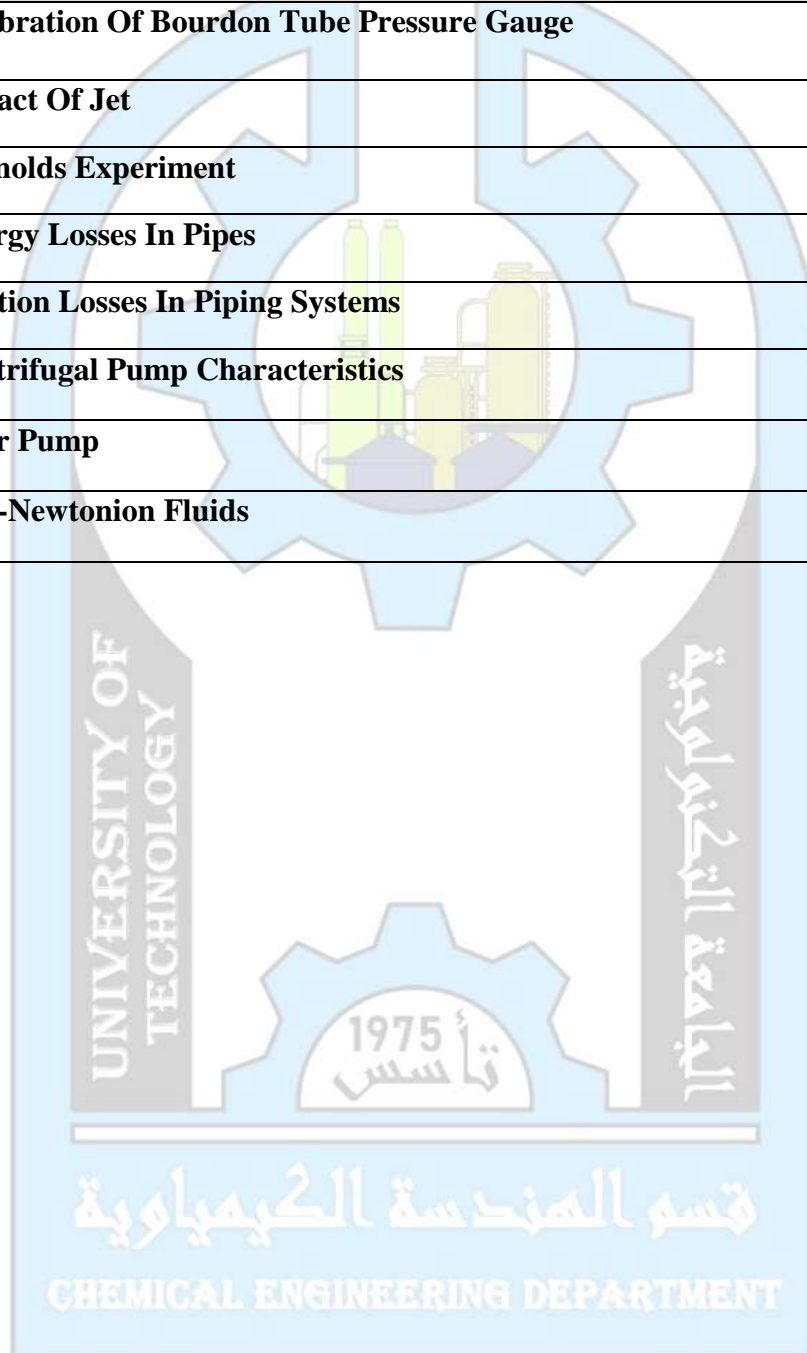 bration Of Bourdon Tube Pressure Gauge
act Of Jet
nolds Experiment
rgy Losses In Pipes
tion Losses In Piping Systems
trifugal Pump Characteristics
r Pump
-Newtonion Fluids
UNIVERSITY OF
TECHNOLOGY
الجامعة التكنولوجية
1975
تأسس
قسم الهندسة الكيمياوية
CHEMICAL ENGINEERING DEPARTMENT